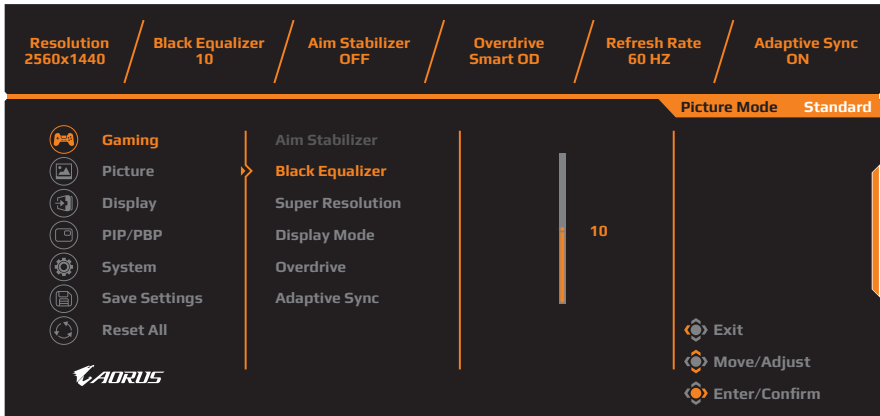 Resolution
2560x1440
Black Equalizer
10
Aim Stabilizer
OFF
Overdrive
Smart OD
Refresh Rate
60 HZ
Adaptive Sync
ON
Picture Mode Standard
Gaming
Picture
Display
PIP/PBP
System
Save Settings
Reset All
Aim Stabilizer
Black Equalizer
Super Resolution
Display Mode
Overdrive
Adaptive Sync
10
Exit
Move/Adjust
Enter/Confirm
AORUS